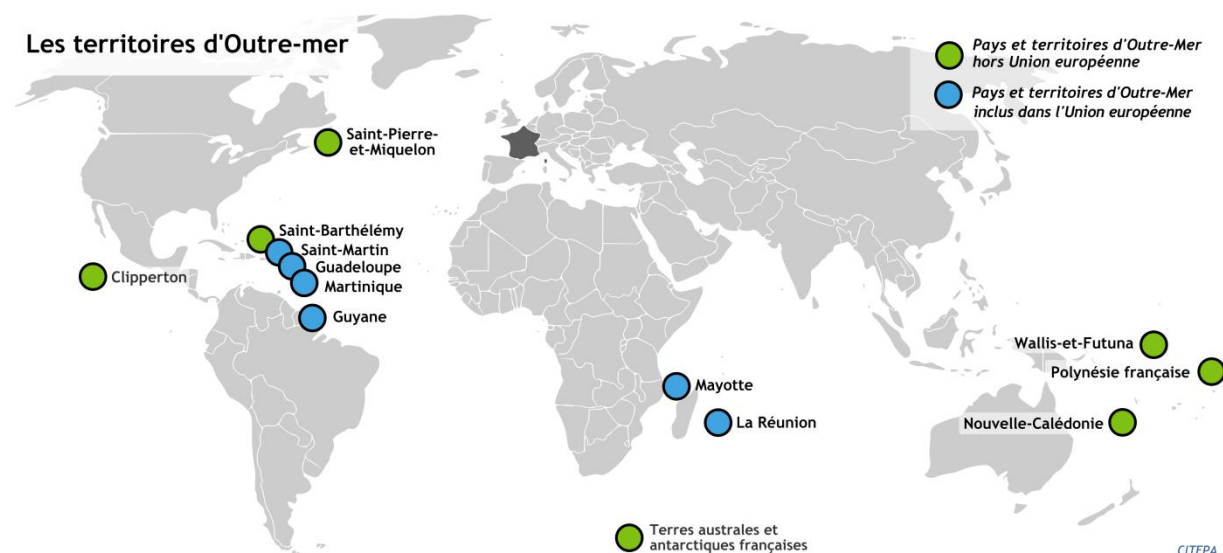 Les territoires d'Outre-mer
Pays et territoires d'Outre-Mer
hors Union européenne
Pays et territoires d'Outre-Mer
inclus dans l'Union européenne
Saint-Pierre-
et-Miquelon
Saint-Barthélémy
Saint-Martin
Guadeloupe
Martinique
Clipperton
Guyane
Wallis-et-Futuna
Polynésie française
Mayotte
La Réunion
Nouvelle-Calédonie
Terres australes et
antarctiques françaises
CITEPA